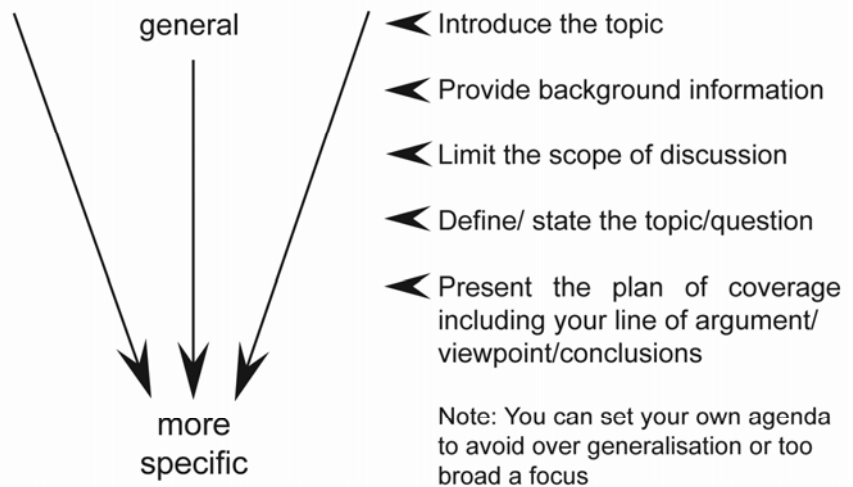 general
Introduce the topic
Provide background information
Limit the scope of discussion
Define/ state the topic/question
Present the plan of coverage
including your line of argument/
viewpoint/conclusions
more
specific
Note: You can set your own agenda
to avoid over generalisation or too
broad a focus